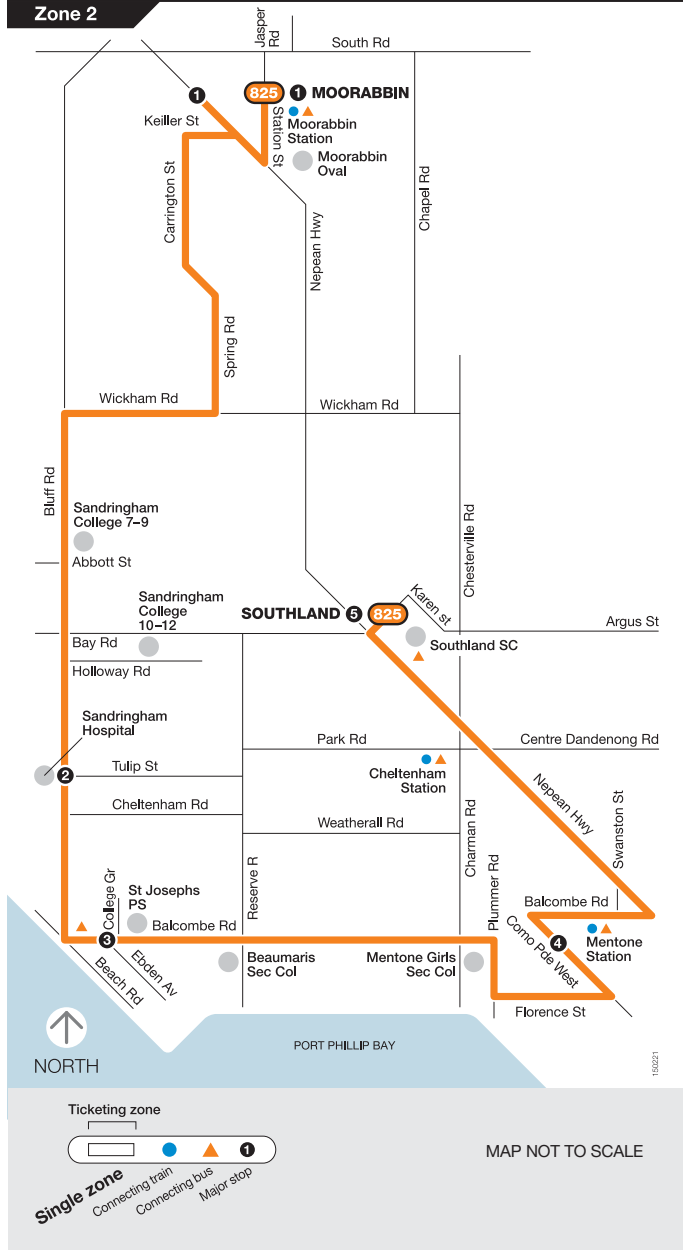 Zone 2
Jasper
Rd
South Rd
1
825
1 MOORABBIN
Keiller St
Station St
Moorabbin
Station
Moorabbin
Oval
Carrington St
Nepean Hwy
Chapel Rd
Spring Rd
Wickham Rd
Wickham Rd
Bluff Rd
Sandringham
College 7–9
Abbott St
Chesterville Rd
Sandringham
College
10–12
SOUTHLAND 5 825
Karen st
Argus St
Bay Rd
Southland SC
Holloway Rd
Sandringham
Hospital
Park Rd
Centre Dandenong Rd
2
Tulip St
Cheltenham
Station
Nepean Hwy
Cheltenham Rd
Weatherall Rd
Swanston St
Charman Rd
Plummer Rd
College Gr
St Josephs
PS
Reserve R
Balcombe Rd
Balcombe Rd
3
4
Como Pde West
Mentone
Station
Ebden Av
Beach Rd
Beaumaris
Sec Col
Mentone Girls
Sec Col
Florence St
NORTH
PORT PHILLIP BAY
150221
Ticketing zone
1
Single zone
Connecting train
Connecting bus
Major stop
MAP NOT TO SCALE